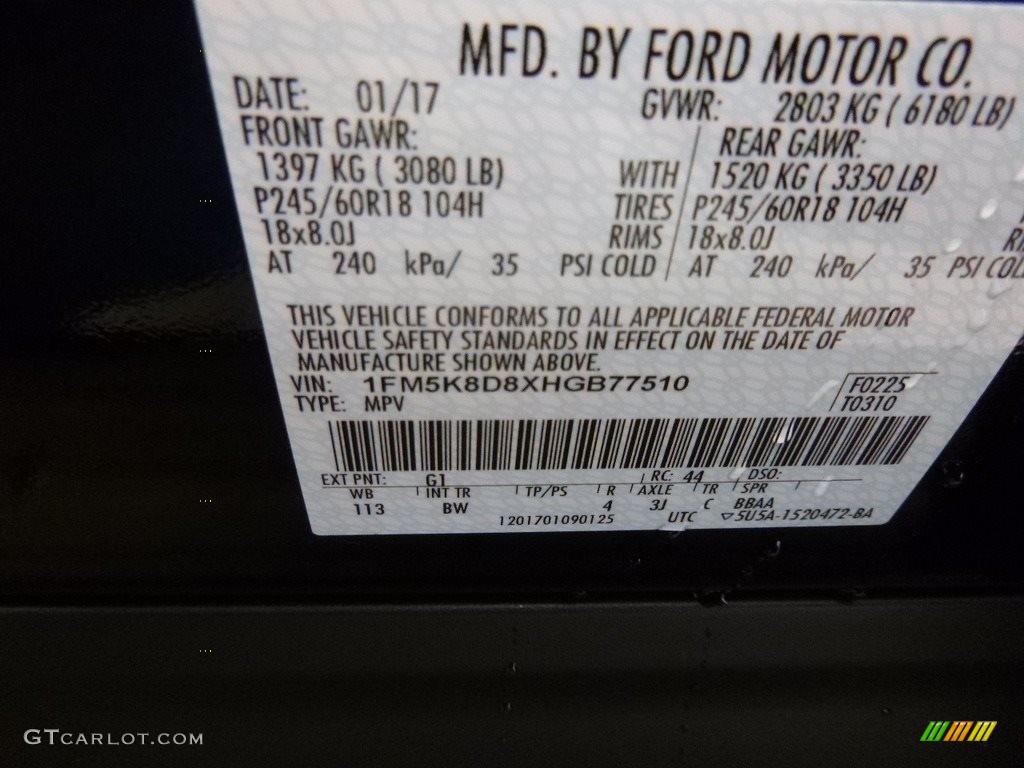 MFD. BY FORD MOTOR CO.
DATE: 01/17 GVWR: 2803 KG ( 6180 LB)
FRONT GAWR: REAR GAWR:
1397 KG ( 3080 LB) WITH 1520 KG ( 3350 LB)
P245/60R18 104H TIRES P245/60R18 104H
18x8.0J RIMS 18x8.0J
AT 240 kPa/ 35 PSI COLD AT 240 kPa/ 35 PSI
THIS VEHICLE CONFORMS TO ALL APPLICABLE FEDERAL MOTOR
VEHICLE SAFETY STANDARDS IN EFFECT ON THE DATE OF
MANUFACTURE SHOWN ABOVE.
VIN: 1FM5K8D8XHGB77510 F0225
TYPE: MPV T0310
EXT PNT: G1 RC: 44 DSO:
WB INT TR TP/PS R AXLE TR SPR
113 BW 4 3J C BBAA
1201701090125 UTC ▽5U5A-1520472-BA
GTCARLOT.COM